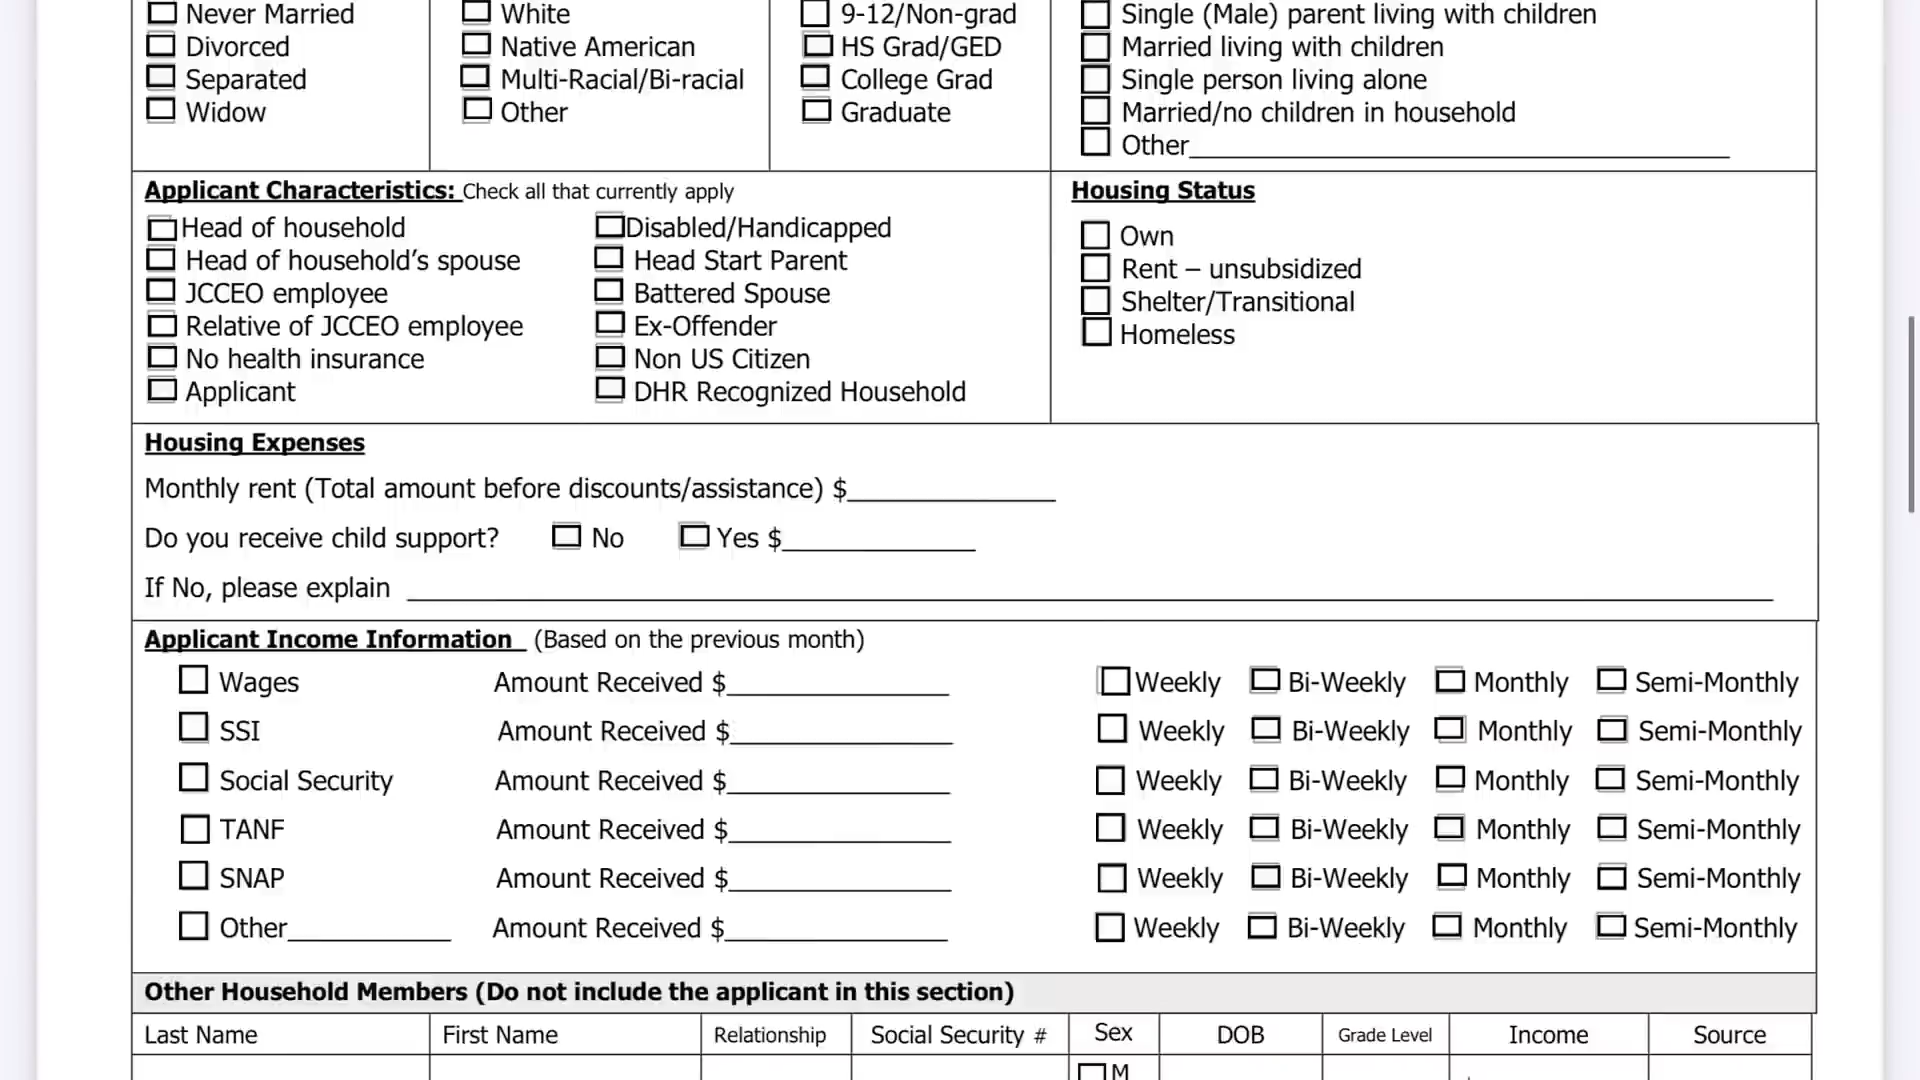 Never Married
Divorced
Separated
Widow
White
Native American
Multi-Racial/Bi-racial
Other
9-12/Non-grad
HS Grad/GED
College Grad
Graduate
Single (Male) parent living with children
Married living with children
Single person living alone
Married/no children in household
Other
Applicant Characteristics: Check all that currently apply
Head of household
Head of household’s spouse
JCCEO employee
Relative of JCCEO employee
No health insurance
Applicant
Disabled/Handicapped
Head Start Parent
Battered Spouse
Ex-Offender
Non US Citizen
DHR Recognized Household
Housing Status
Own
Rent – unsubsidized
Shelter/Transitional
Homeless
Housing Expenses
Monthly rent (Total amount before discounts/assistance) $
Do you receive child support? No Yes $
If No, please explain
Applicant Income Information (Based on the previous month)
Wages Amount Received $ Weekly Bi-Weekly Monthly Semi-Monthly
SSI Amount Received $ Weekly Bi-Weekly Monthly Semi-Monthly
Social Security Amount Received $ Weekly Bi-Weekly Monthly Semi-Monthly
TANF Amount Received $ Weekly Bi-Weekly Monthly Semi-Monthly
SNAP Amount Received $ Weekly Bi-Weekly Monthly Semi-Monthly
Other Amount Received $ Weekly Bi-Weekly Monthly Semi-Monthly
Other Household Members (Do not include the applicant in this section)
Last Name First Name Relationship Social Security # Sex DOB Grade Level Income Source
M